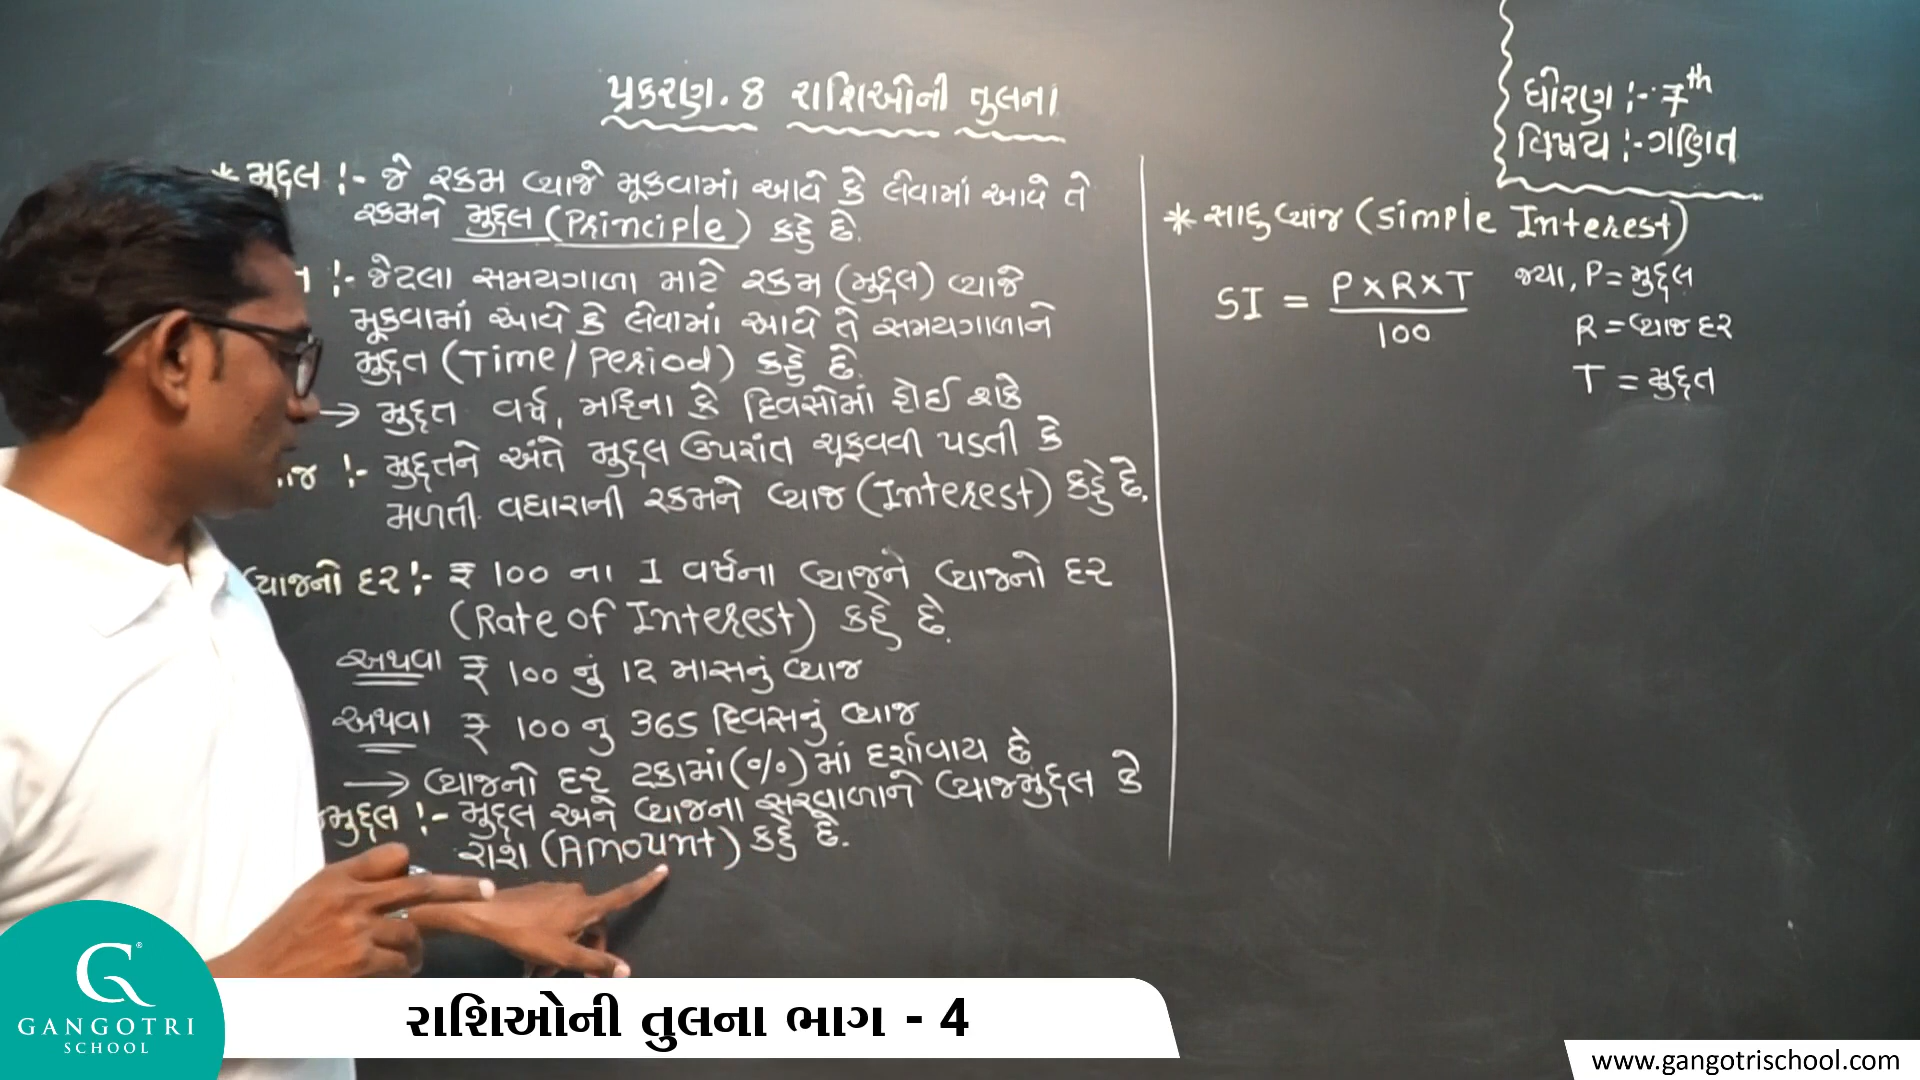 પ્રકરણ. 8 રાશિઓની તુલના
ધોરણ :- 7th
વિષય :- ગણિત
* મુદ્દલ :- જે રકમ વ્યાજે મૂકવામાં આવે કે લેવામાં આવે તે
રકમને મુદ્દલ (Principle) કહે છે.
ત :- જેટલા સમયગાળા માટે રકમ (મુદ્દલ) વ્યાજે
મૂકવામાં આવે કે લેવામાં આવે તે સમયગાળાને
મુદ્દત (Time / Period) કહે છે.
→ મુદ્દત વર્ષ, મહિના કે દિવસોમાં હોઈ શકે
જ :- મુદ્દતને અંતે મુદ્દલ ઉપરાંત ચૂકવવી પડતી કે
મળતી વધારાની રકમને વ્યાજ (Interest) કહે છે.
વ્યાજનો દર :- ₹ 100 ના 1 વર્ષના વ્યાજને વ્યાજનો દર
(Rate of Interest) કહે છે.
અથવા ₹ 100 નું 12 માસનું વ્યાજ
અથવા ₹ 100 નુ 365 દિવસનું વ્યાજ
→ વ્યાજનો દર ટકામાં (%) માં દર્શાવાય છે
જમુદ્દલ :- મુદ્દલ અને વ્યાજના સરવાળાને વ્યાજમુદ્દલ કે
રાશ (Amount) કહે છે.
* સાદુ વ્યાજ (Simple Interest)
SI = P×R×T / 100
જ્યા, P = મુદ્દલ
R = વ્યાજ દર
T = મુદ્દત
G®
GANGOTRI
SCHOOL
રાશિઓની તુલના ભાગ - 4
www.gangotrischool.com